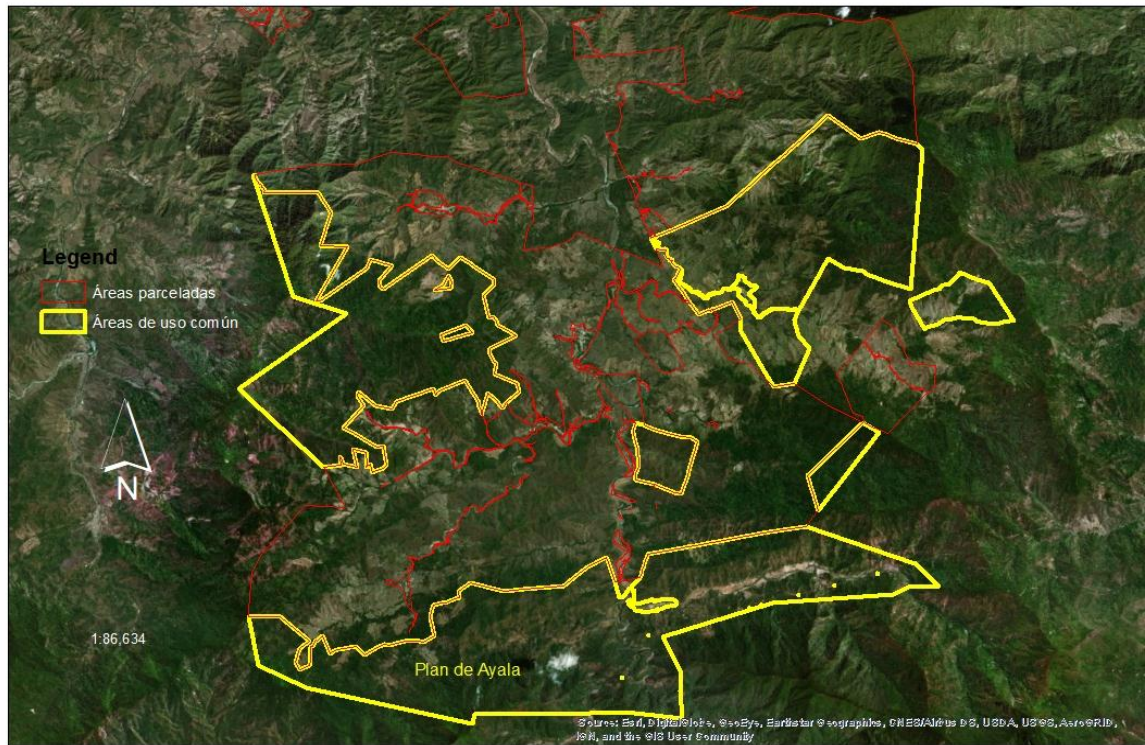 Legend
Áreas parceladas
Áreas de uso común
N
1:86,634
Plan de Ayala
Source: Esri, DigitalGlobe, GeoEye, Earthstar Geographics, CNES/Airbus DS, USDA, USGS, AeroGRID,
IGN, and the GIS User Community